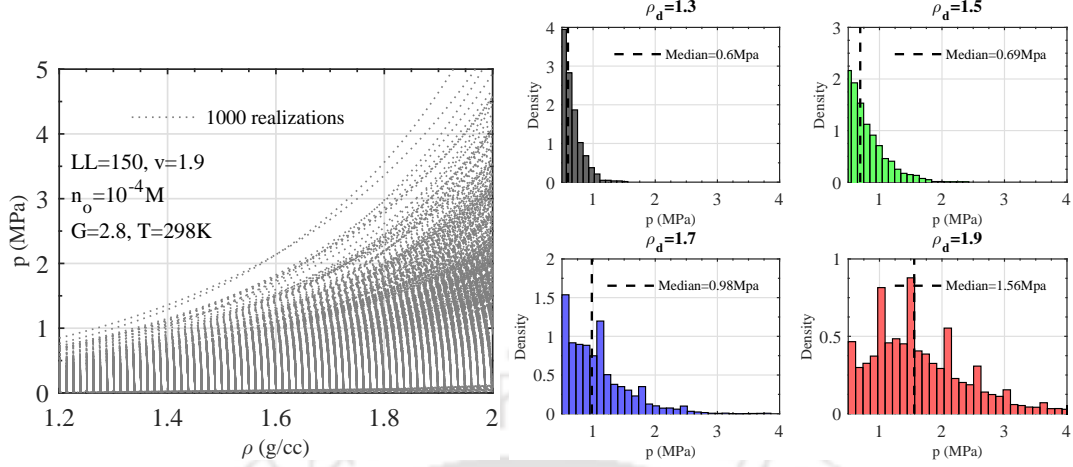 5
4
3
2
1
0
p (MPa)
1000 realizations
LL=150, v=1.9
n_o=10^-4M
G=2.8, T=298K
1.2
1.4
1.6
1.8
2
ρ (g/cc)
ρ_d=1.3
4
3
2
1
0
Density
Median=0.6Mpa
1
2
3
4
p (MPa)
ρ_d=1.5
3
2
1
0
Density
Median=0.69Mpa
1
2
3
4
p (MPa)
ρ_d=1.7
2
1.5
1
0.5
0
Density
Median=0.98Mpa
1
2
3
4
p (MPa)
ρ_d=1.9
1
0.5
0
Density
Median=1.56Mpa
1
2
3
4
p (MPa)